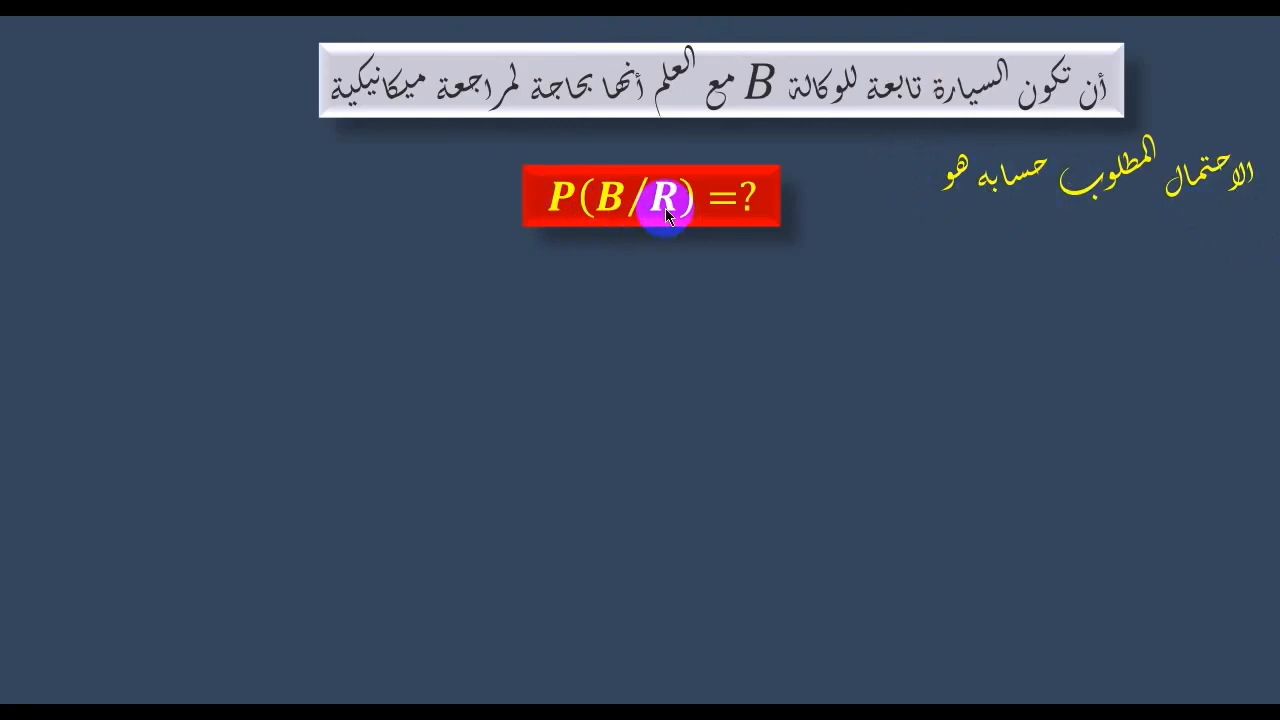 أن تكون السيارة تابعة للوكالة B مع العلم أنها بحاجة لمراجعة ميكانيكية
الاحتمال المطلوب حسابه هو
P(B/R) =?